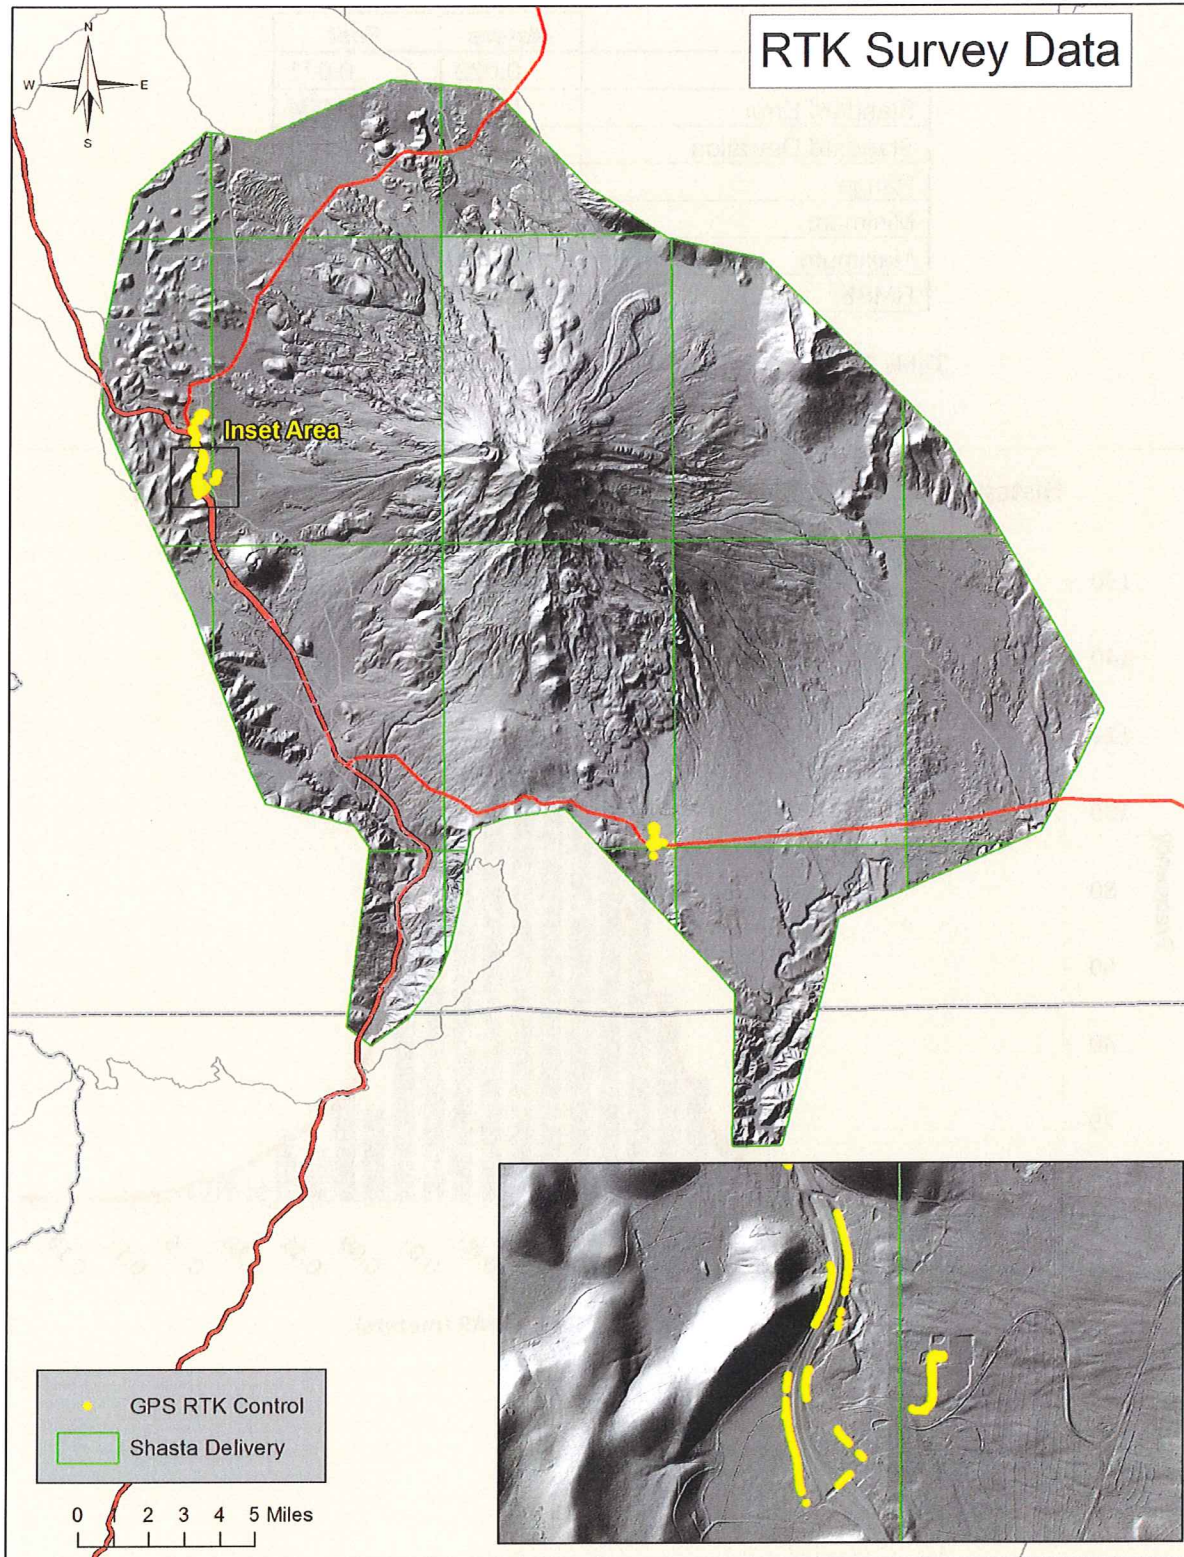 RTK Survey Data
N
W E
S
Inset Area
GPS RTK Control
Shasta Delivery
0 1 2 3 4 5 Miles